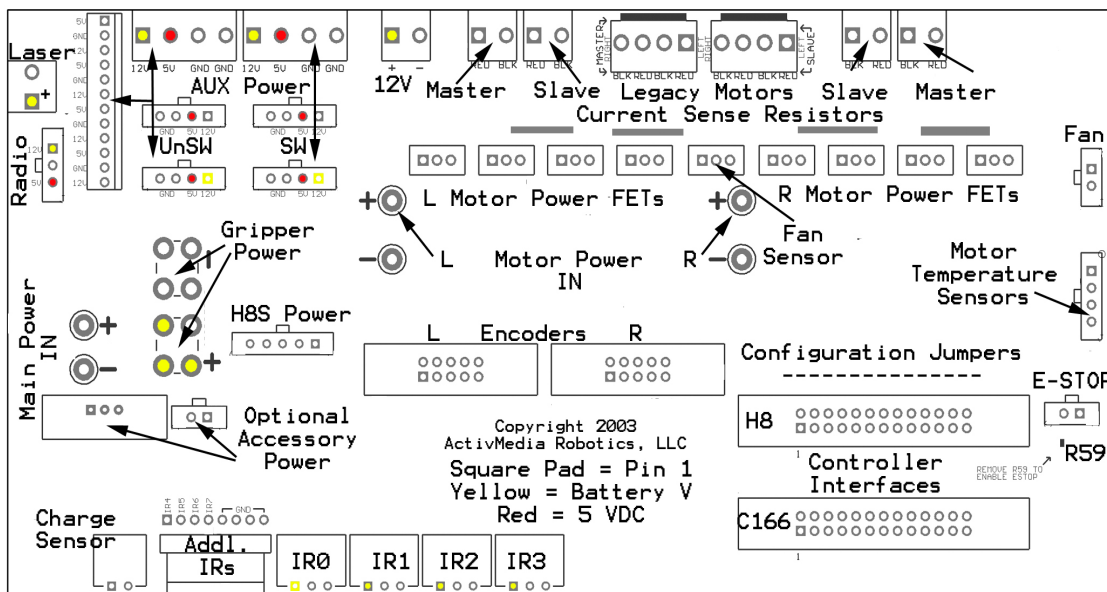 Laser
+
Radio
12V
5V
5V
GND
12V
5V
GND
12V
5V
GND
12V
5V
GND
12V
12V 5V GND GND
12V 5V GND GND
AUX Power
GND 5V 12V
GND 5V 12V
UnSW
SW
GND 5V 12V
GND 5V 12V
+ -
12V
RED BLK
RED BLK
Master
Slave
MASTER
RIGHT
LEFT
BLK RED BLK RED
RIGHT
LEFT
SLAVE
BLK RED BLK RED
Legacy Motors
BLK RED
RED BLK
Slave
Master
Current Sense Resistors
Fan
L Motor Power FETs
R Motor Power FETs
+
-
L
Motor Power
IN
R
+
-
Fan
Sensor
Motor
Temperature
Sensors
Gripper
Power
+
+
H8S Power
Main Power
IN
+
-
L Encoders R
Configuration Jumpers
--------------
E-STOP
H8
1
R59
REMOVE R59 TO
ENABLE ESTOP
Optional
Accessory
Power
Copyright 2003
ActivMedia Robotics, LLC
Square Pad = Pin 1
Yellow = Battery V
Red = 5 VDC
Controller
Interfaces
C166
1
Charge
Sensor
IR4
IR5
IR6
IR7
GND
Addl.
IRs
IR0
IR1
IR2
IR3